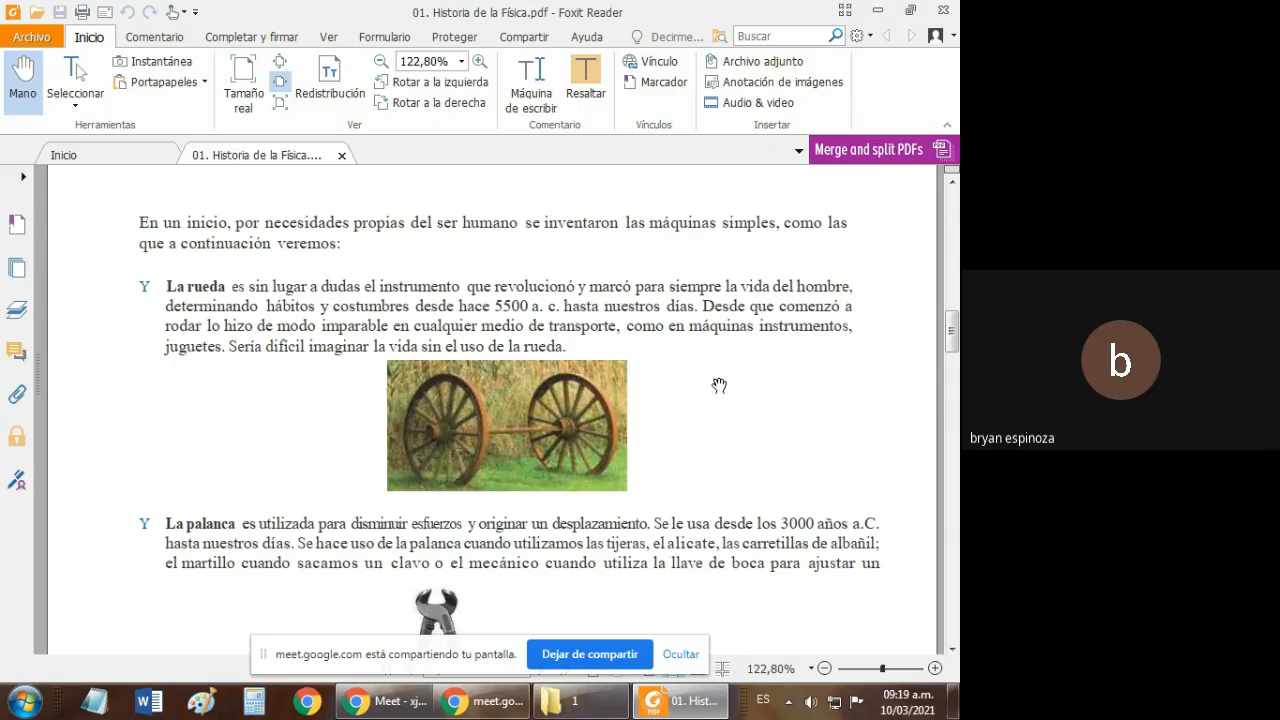 01. Historia de la Física.pdf - Foxit Reader
Archivo Inicio Comentario Completar y firmar Ver Formulario Proteger Compartir Ayuda Decirme... Buscar
Mano
Seleccionar
Instantánea
Portapapeles
Herramientas
Tamaño real
Redistribución
122,80%
Rotar a la izquierda
Rotar a la derecha
Ver
Máquina de escribir
Resaltar
Comentario
Vínculo
Marcador
Vínculos
Archivo adjunto
Anotación de imágenes
Audio & video
Insertar
Inicio
01. Historia de la Física....
Merge and split PDFs
En un inicio, por necesidades propias del ser humano se inventaron las máquinas simples, como las
que a continuación veremos:
Y La rueda es sin lugar a dudas el instrumento que revolucionó y marcó para siempre la vida del hombre,
determinando hábitos y costumbres desde hace 5500 a. c. hasta nuestros días. Desde que comenzó a
rodar lo hizo de modo imparable en cualquier medio de transporte, como en máquinas instrumentos,
juguetes. Sería difícil imaginar la vida sin el uso de la rueda.
Y La palanca es utilizada para disminuir esfuerzos y originar un desplazamiento. Se le usa desde los 3000 años a.C.
hasta nuestros días. Se hace uso de la palanca cuando utilizamos las tijeras, el alicate, las carretillas de albañil;
el martillo cuando sacamos un clavo o el mecánico cuando utiliza la llave de boca para ajustar un
b
bryan espinoza
meet.google.com está compartiendo tu pantalla. Dejar de compartir Ocultar
122,80%
Meet - xj... meet.go... 1 PDF 01. Hist... ES
09:19 a.m.
10/03/2021